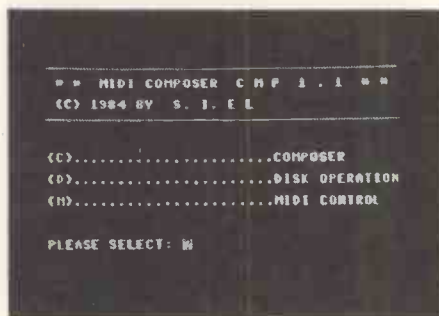 * * MIDI COMPOSER C M P 1 . 1 * *
(C) 1984 BY S. I. E L
(C).......................COMPOSER
(D).......................DISK OPERATION
(M).......................MIDI CONTROL
PLEASE SELECT: